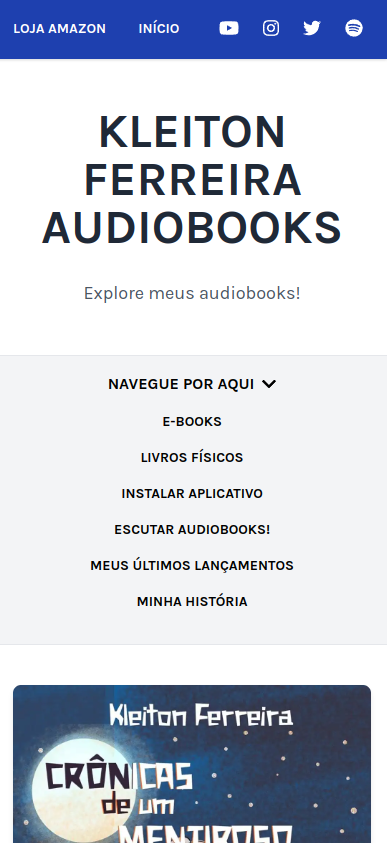 LOJA AMAZON INÍCIO
KLEITON
FERREIRA
AUDIOBOOKS
Explore meus audiobooks!
NAVEGUE POR AQUI
E-BOOKS
LIVROS FÍSICOS
INSTALAR APLICATIVO
ESCUTAR AUDIOBOOKS!
MEUS ÚLTIMOS LANÇAMENTOS
MINHA HISTÓRIA
Kleiton Ferreira
CRÔNICAS
de um
MENTIROSO